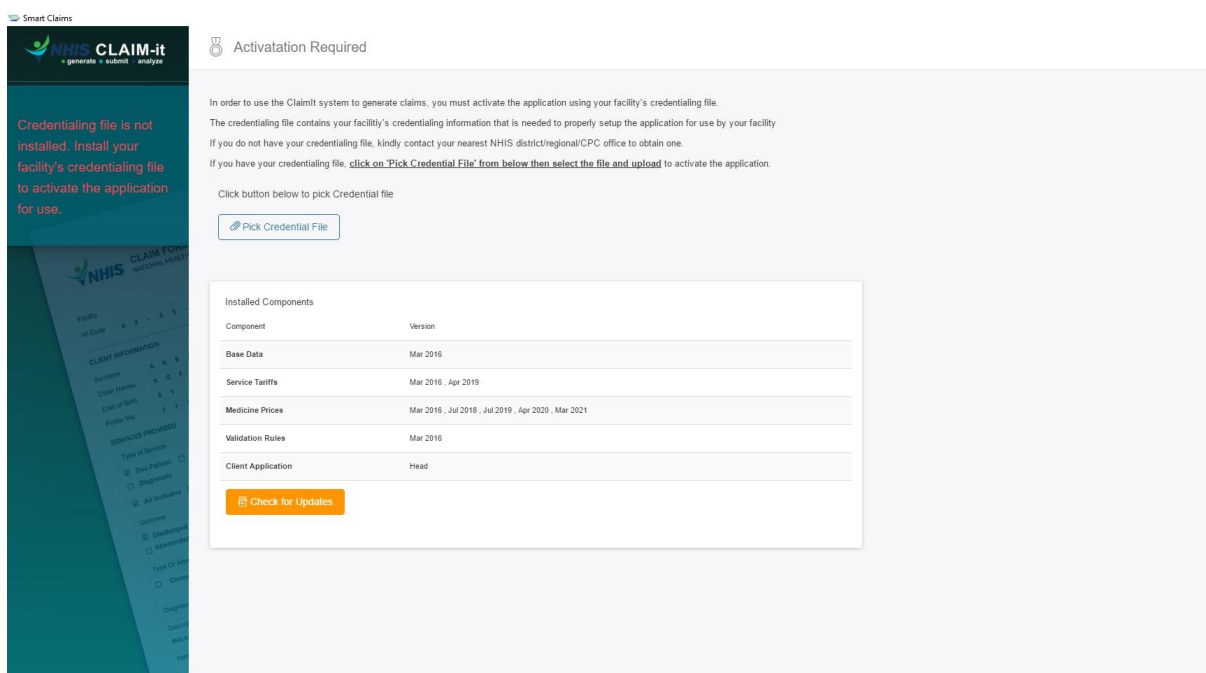 Smart Claims
NHIS CLAIM-it
generate submit analyze
Activatation Required
Credentialing file is not
installed. Install your
facility's credentialing file
to activate the application
for use.
In order to use the ClaimIt system to generate claims, you must activate the application using your facility's credentialing file.
The credentialing file contains your facilitiy's credentialing information that is needed to properly setup the application for use by your facility
If you do not have your credentialing file, kindly contact your nearest NHIS district/regional/CPC office to obtain one.
If you have your credentialing file, click on 'Pick Credential File' from below then select the file and upload to activate the application.
Click button below to pick Credential file
Pick Credential File
Installed Components
Component Version
Base Data Mar 2016
Service Tariffs Mar 2016 , Apr 2019
Medicine Prices Mar 2016 , Jul 2018 , Jul 2019 , Apr 2020 , Mar 2021
Validation Rules Mar 2016
Client Application Head
Check for Updates
NHIS
CLAIM
NATIONAL
Facility
Code 0 3 - 0 5
CLIENT INFORMATION
Surname
Other Names
Date of Birth
Folder No.
SERVICES PROVIDED
Type of Service
Out-Patient
Diagnostic
All Inclusive
Outcome
Discharged
Type Of